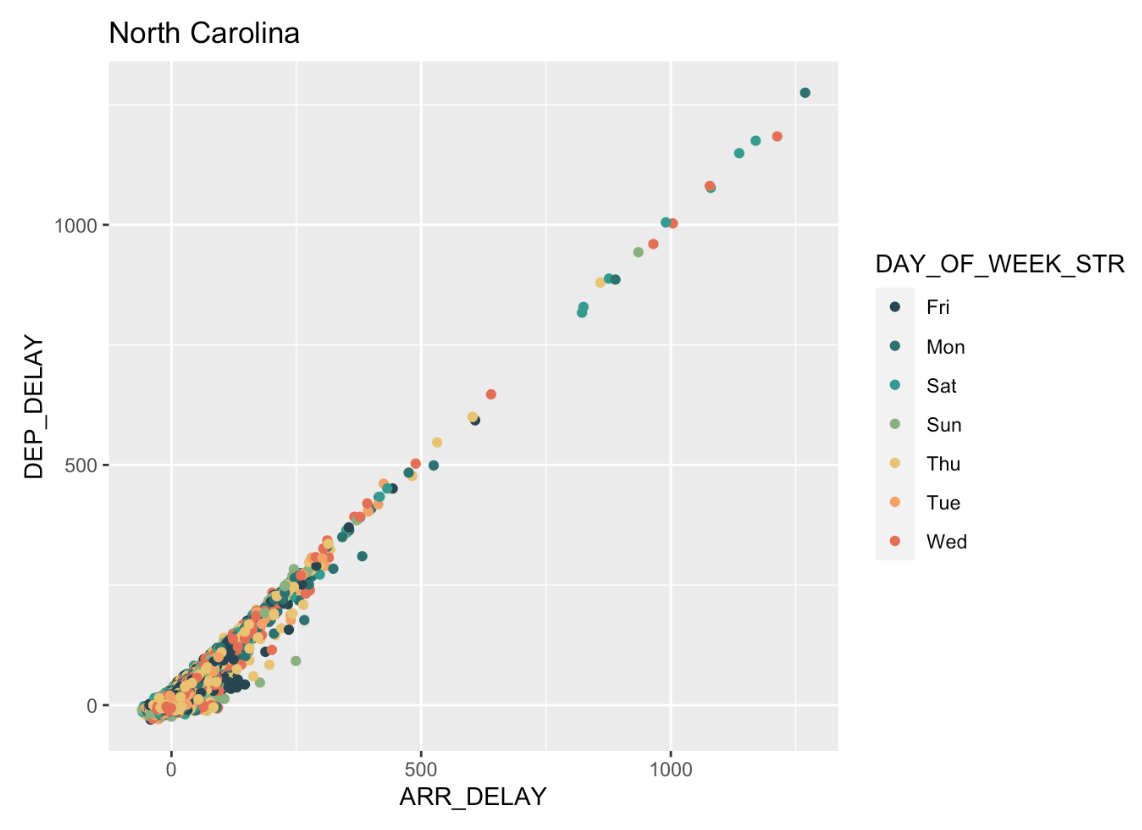 North Carolina
1000
500
0
DEP_DELAY
0 500 1000
ARR_DELAY
DAY_OF_WEEK_STR
Fri
Mon
Sat
Sun
Thu
Tue
Wed